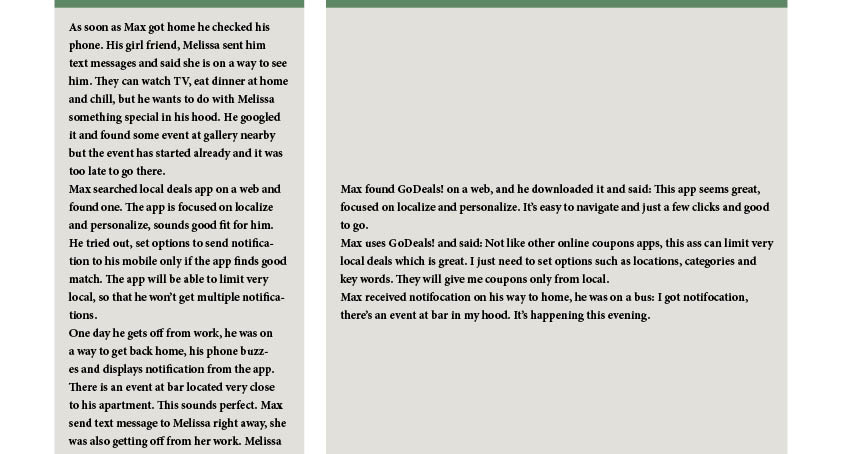 As soon as Max got home he checked his
phone. His girl friend, Melissa sent him
text messages and said she is on a way to see
him. They can watch TV, eat dinner at home
and chill, but he wants to do with Melissa
something special in his hood. He googled
it and found some event at gallery nearby
but the event has started already and it was
too late to go there.
Max searched local deals app on a web and
found one. The app is focused on localize
and personalize, sounds good fit for him.
He tried out, set options to send notifica-
tion to his mobile only if the app finds good
match. The app will be able to limit very
local, so that he won't get multiple notifica-
tions.
One day he gets off from work, he was on
a way to get back home, his phone buzz-
es and displays notification from the app.
There is an event at bar located very close
to his apartment. This sounds perfect. Max
send text message to Melissa right away, she
was also getting off from her work. Melissa
Max found GoDeals! on a web, and he downloaded it and said: This app seems great,
focused on localize and personalize. It's easy to navigate and just a few clicks and good
to go.
Max uses GoDeals! and said: Not like other online coupons apps, this ass can limit very
local deals which is great. I just need to set options such as locations, categories and
key words. They will give me coupons only from local.
Max received notifocation on his way to home, he was on a bus: I got notifocation,
there's an event at bar in my hood. It's happening this evening.